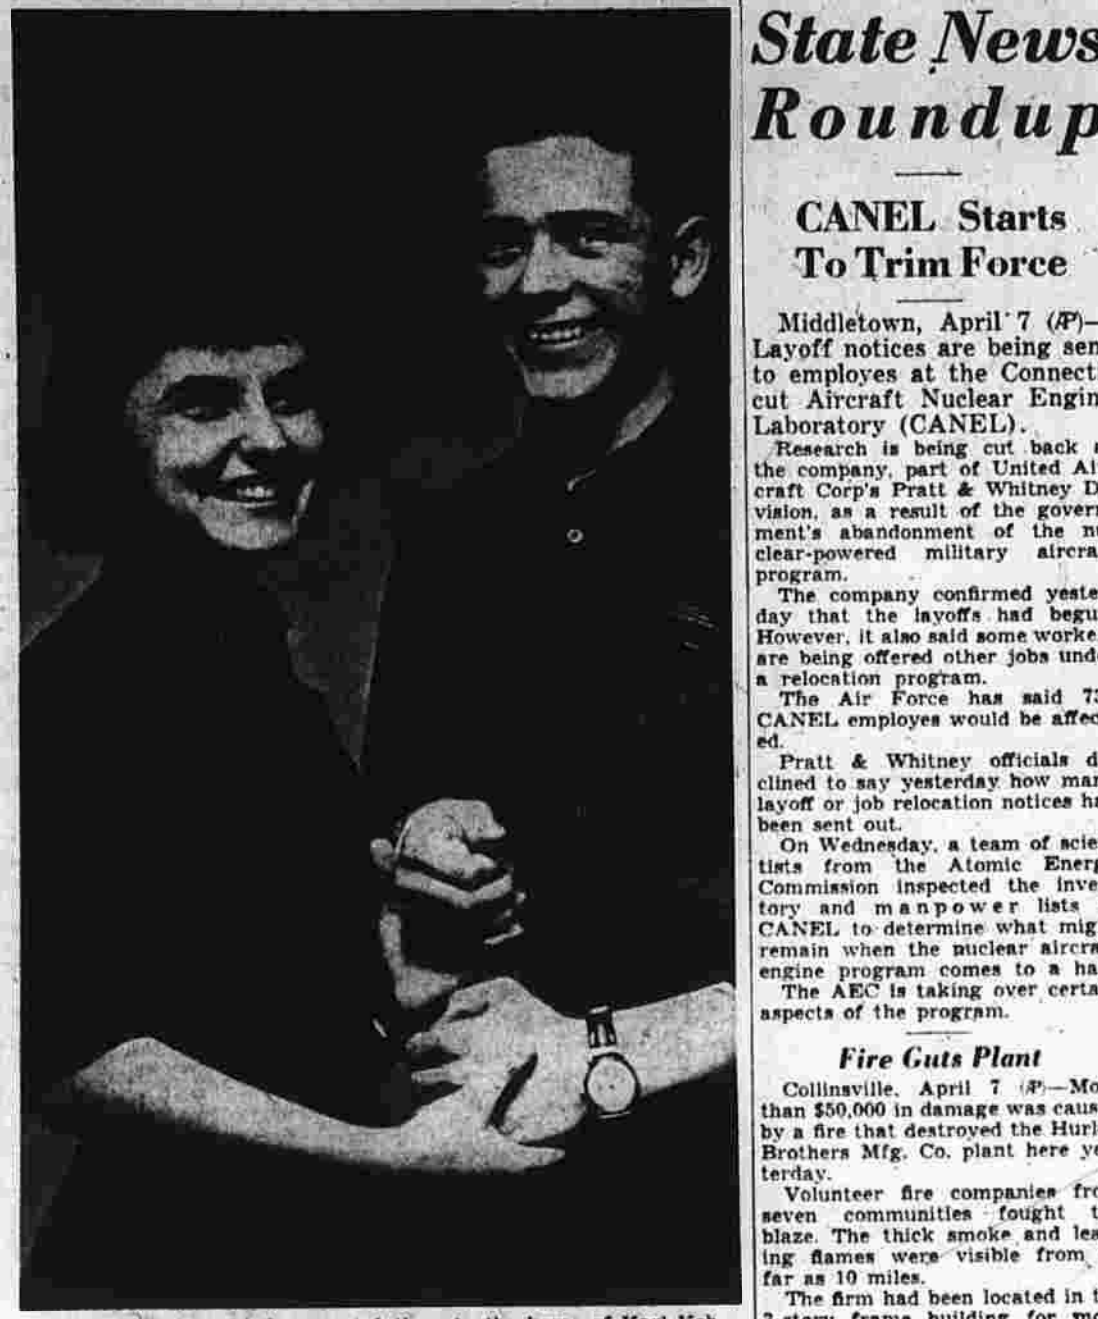 State News
Roundup
CANEL Starts
To Trim Force
Middletown, April 7 (AP)—
Layoff notices are being sen
to employes at the Connect
cut Aircraft Nuclear Engin
Laboratory (CANEL).
Research is being cut back
the company, part of United Ai
craft Corp's Pratt & Whitney D
vision, as a result of the govern
ment's abandonment of the nu
clear-powered military aircra
program.
The company confirmed yeste
day that the layoffs had begu
However, it also said some worke
are being offered other jobs unde
a relocation program.
The Air Force has said 73
CANEL employes would be affec
ed.
Pratt & Whitney officials d
clined to say yesterday how man
layoff or job relocation notices ha
been sent out.
On Wednesday, a team of scie
tists from the Atomic Energ
Commission inspected the inve
tory and manpower lists
CANEL to determine what mig
remain when the nuclear aircra
engine program comes to a ha
The AEC is taking over certa
aspects of the program.
Fire Guts Plant
Collinsville, April 7 (AP)—Mo
than $50,000 in damage was caus
by a fire that destroyed the Hurl
Brothers Mfg. Co. plant here ye
terday.
Volunteer fire companies fro
seven communities fought t
blaze. The thick smoke and lea
ing flames were visible from
far as 10 miles.
The firm had been located in t
frame building for mo